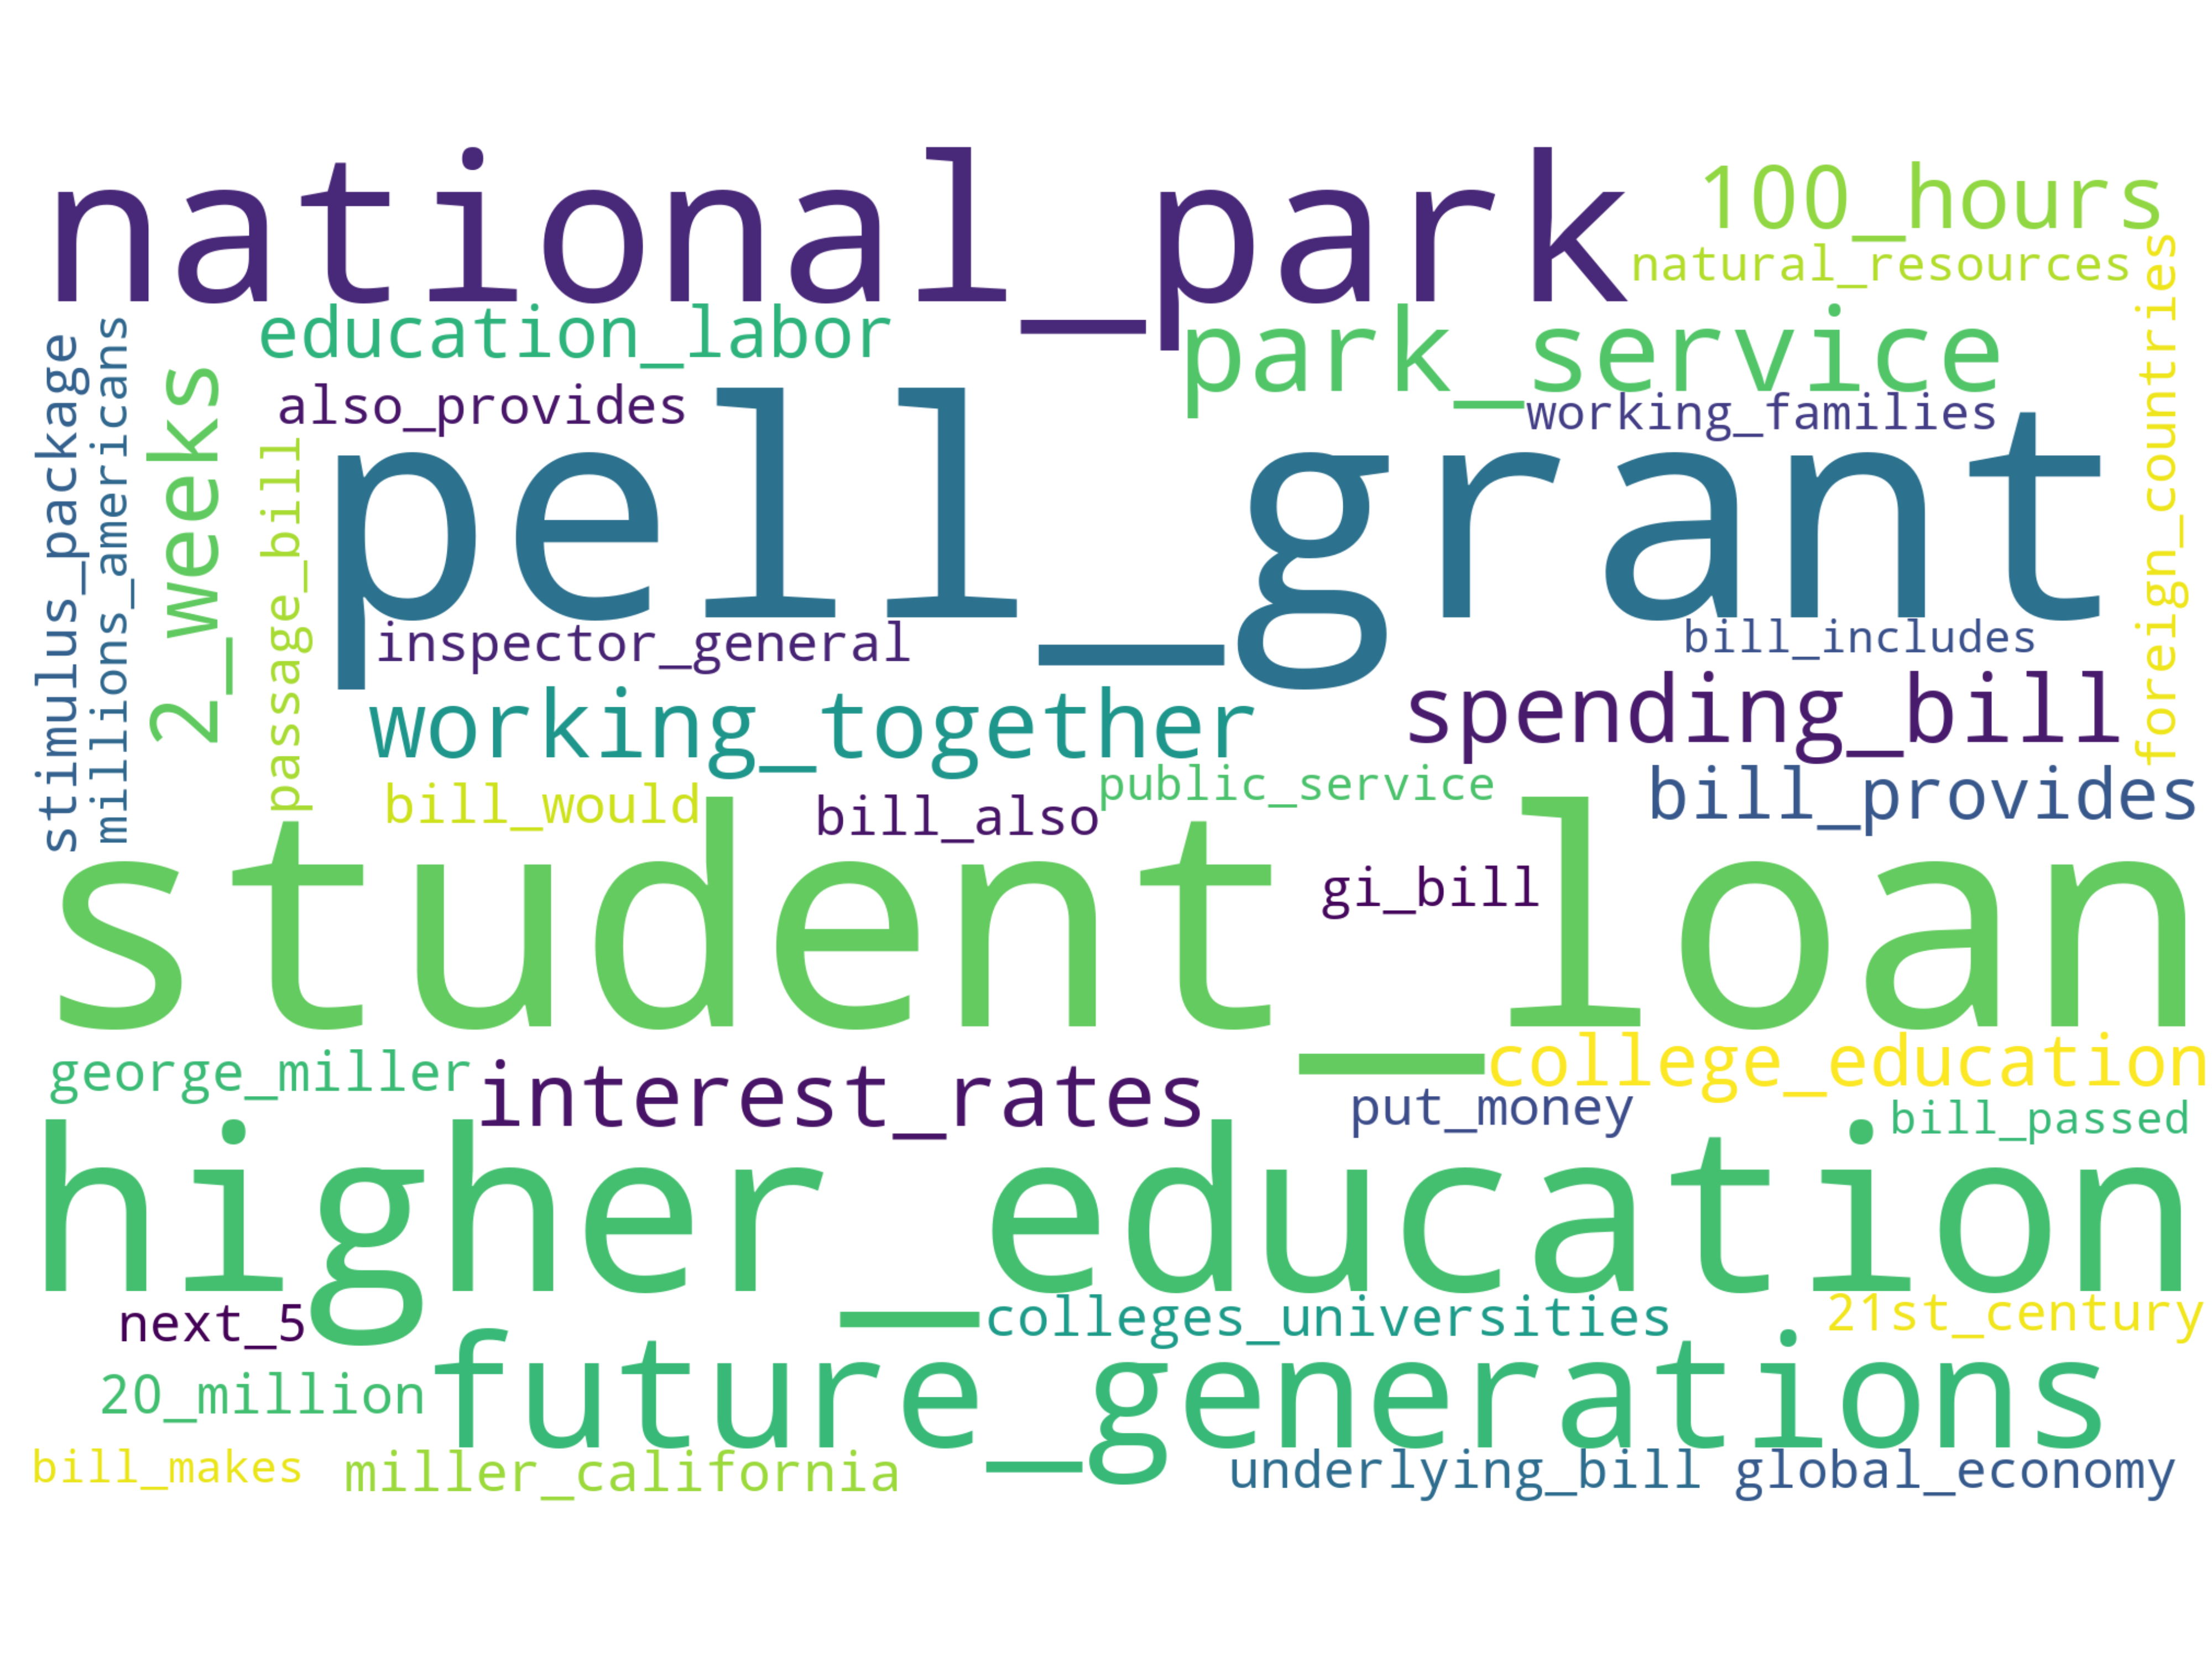 national_park
100_hours
natural_resources
education_labor
park_service
also_provides
working_families
stimulus_package
millions_americans
2_weeks
passage_bill
pell_grant
foreign_countries
inspector_general
bill_includes
working_together
spending_bill
public_service
bill_provides
bill_would
bill_also
gi_bill
student_loan
george_miller
interest_rates
college_education
put_money
bill_passed
higher_education
next_5
colleges_universities
21st_century
20_million
future_generations
bill_makes
miller_california
underlying_bill
global_economy